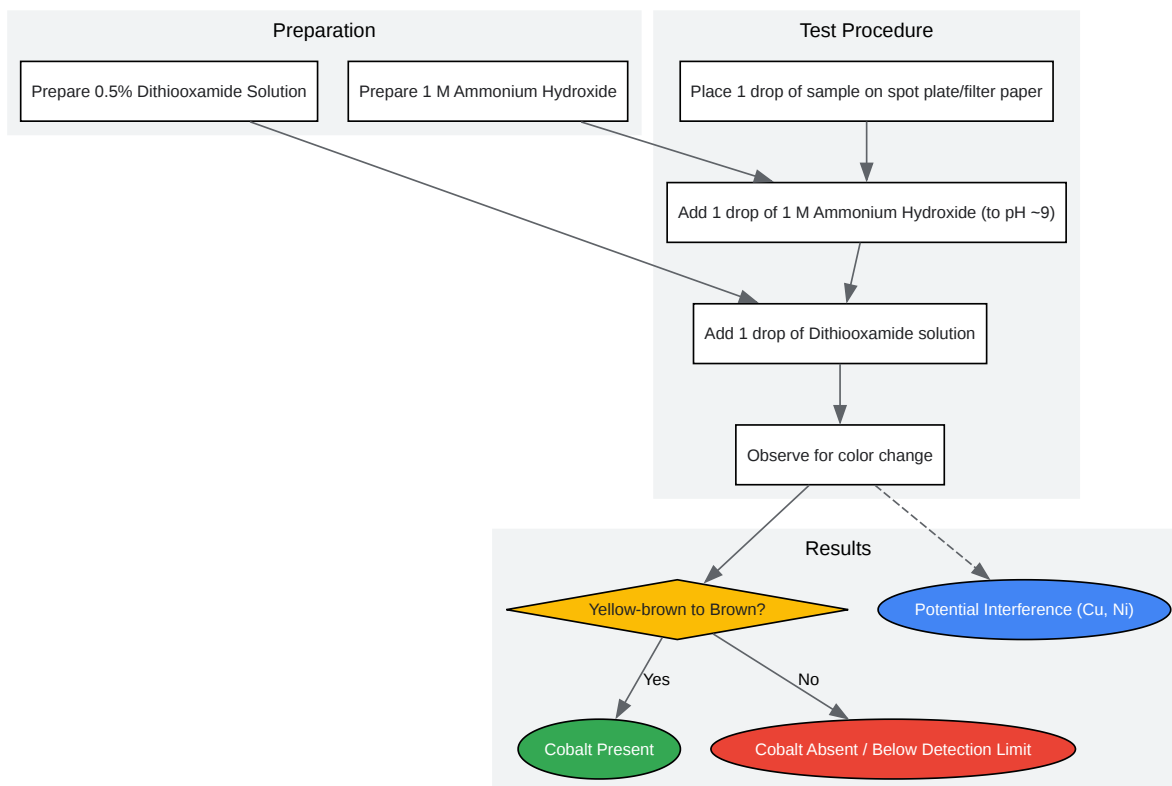 Preparation
Test Procedure
Prepare 0.5% Dithiooxamide Solution
Prepare 1 M Ammonium Hydroxide
Place 1 drop of sample on spot plate/filter paper
Add 1 drop of 1 M Ammonium Hydroxide (to pH ~9)
Add 1 drop of Dithiooxamide solution
Observe for color change
Results
Yellow-brown to Brown?
Potential Interference (Cu, Ni)
Yes
No
Cobalt Present
Cobalt Absent / Below Detection Limit